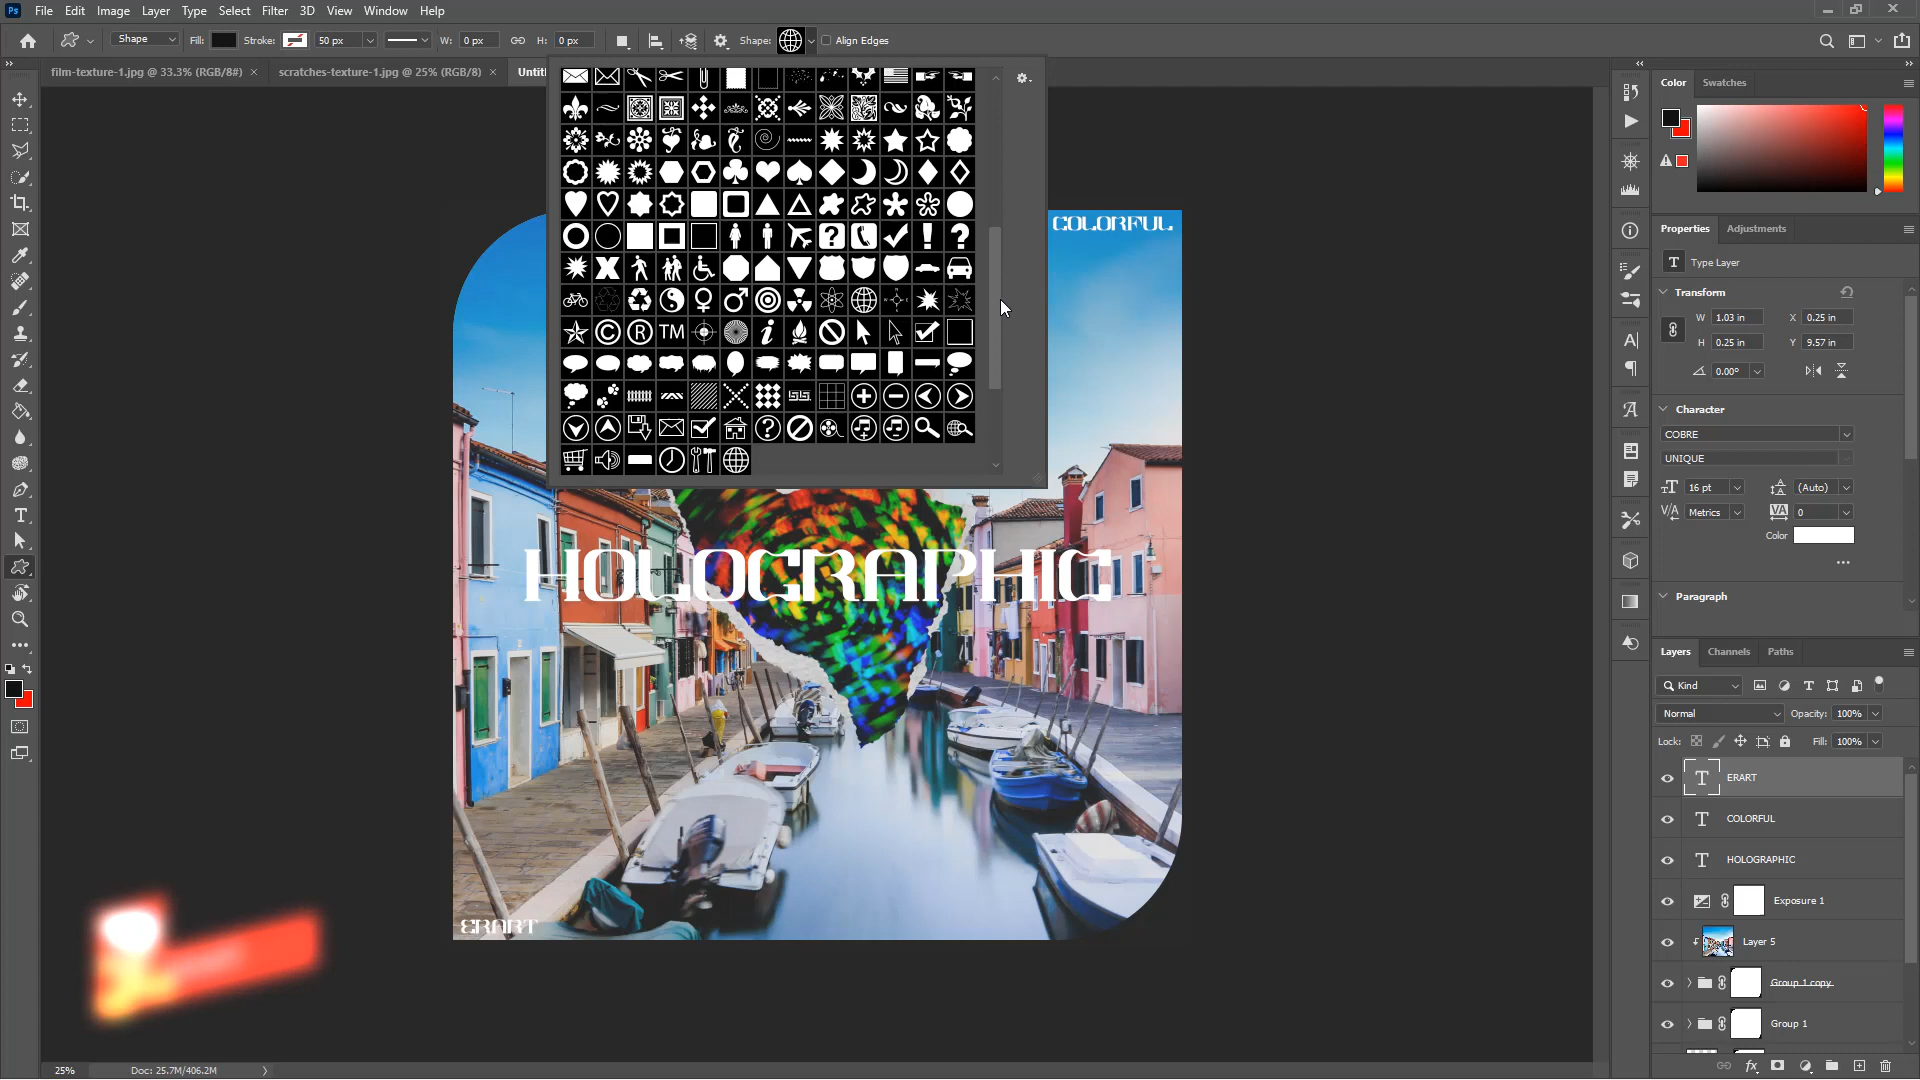 Ps File Edit Image Layer Type Select Filter 3D View Window Help
Shape Fill: Stroke: 50 px W: 0 px H: 0 px Shape: Align Edges
film-texture-1.jpg @ 33.3% (RGB/8#) × scratches-texture-1.jpg @ 25% (RGB/8) × Untitl
Color Swatches
COLORFUL
Properties Adjustments
Type Layer
Transform
W 1.03 in X 0.25 in
H 0.25 in Y 9.57 in
0.00°
TM
Character
COBRE
UNIQUE
16 pt (Auto)
Metrics 0
Color
Paragraph
HOLOGRAPHIC
Layers Channels Paths
Kind
Normal Opacity: 100%
Lock: Fill: 100%
ERART
COLORFUL
HOLOGRAPHIC
Exposure 1
Layer 5
Group 1 copy
Group 1
ERART
25% Doc: 25.7M/406.2M